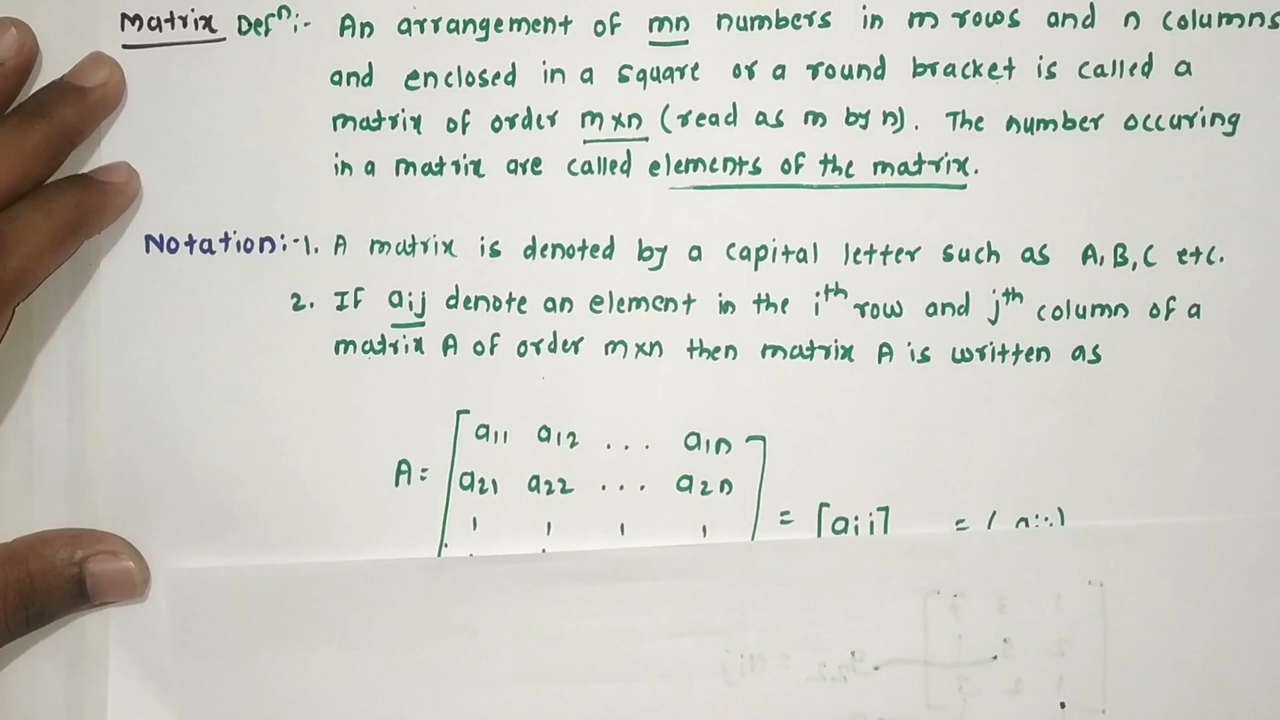 Matrix Defⁿ:- An arrangement of mn numbers in m rows and n columns
and enclosed in a square or a round bracket is called a
matrix of order m×n (read as m by n). The number occuring
in a matrix are called elements of the matrix.
Notation:-1. A matrix is denoted by a capital letter such as A, B, C etc.
2. If aij denote an element in the ith row and jth column of a
matrix A of order m×n then matrix A is written as
a11 a12 ... a1n
A= a21 a22 ... a2n
= [aij] = (aij)